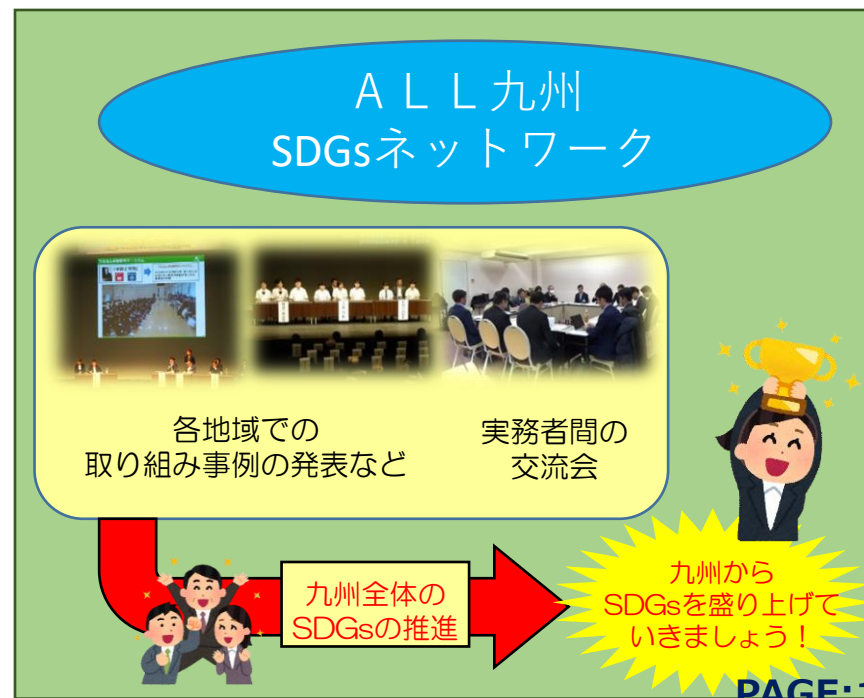 ＡＬＬ九州
SDGsネットワーク
各地域での
取り組み事例の発表など
実務者間の
交流会
九州全体の
SDGsの推進
九州から
SDGsを盛り上げて
いきましょう！
PAGE: